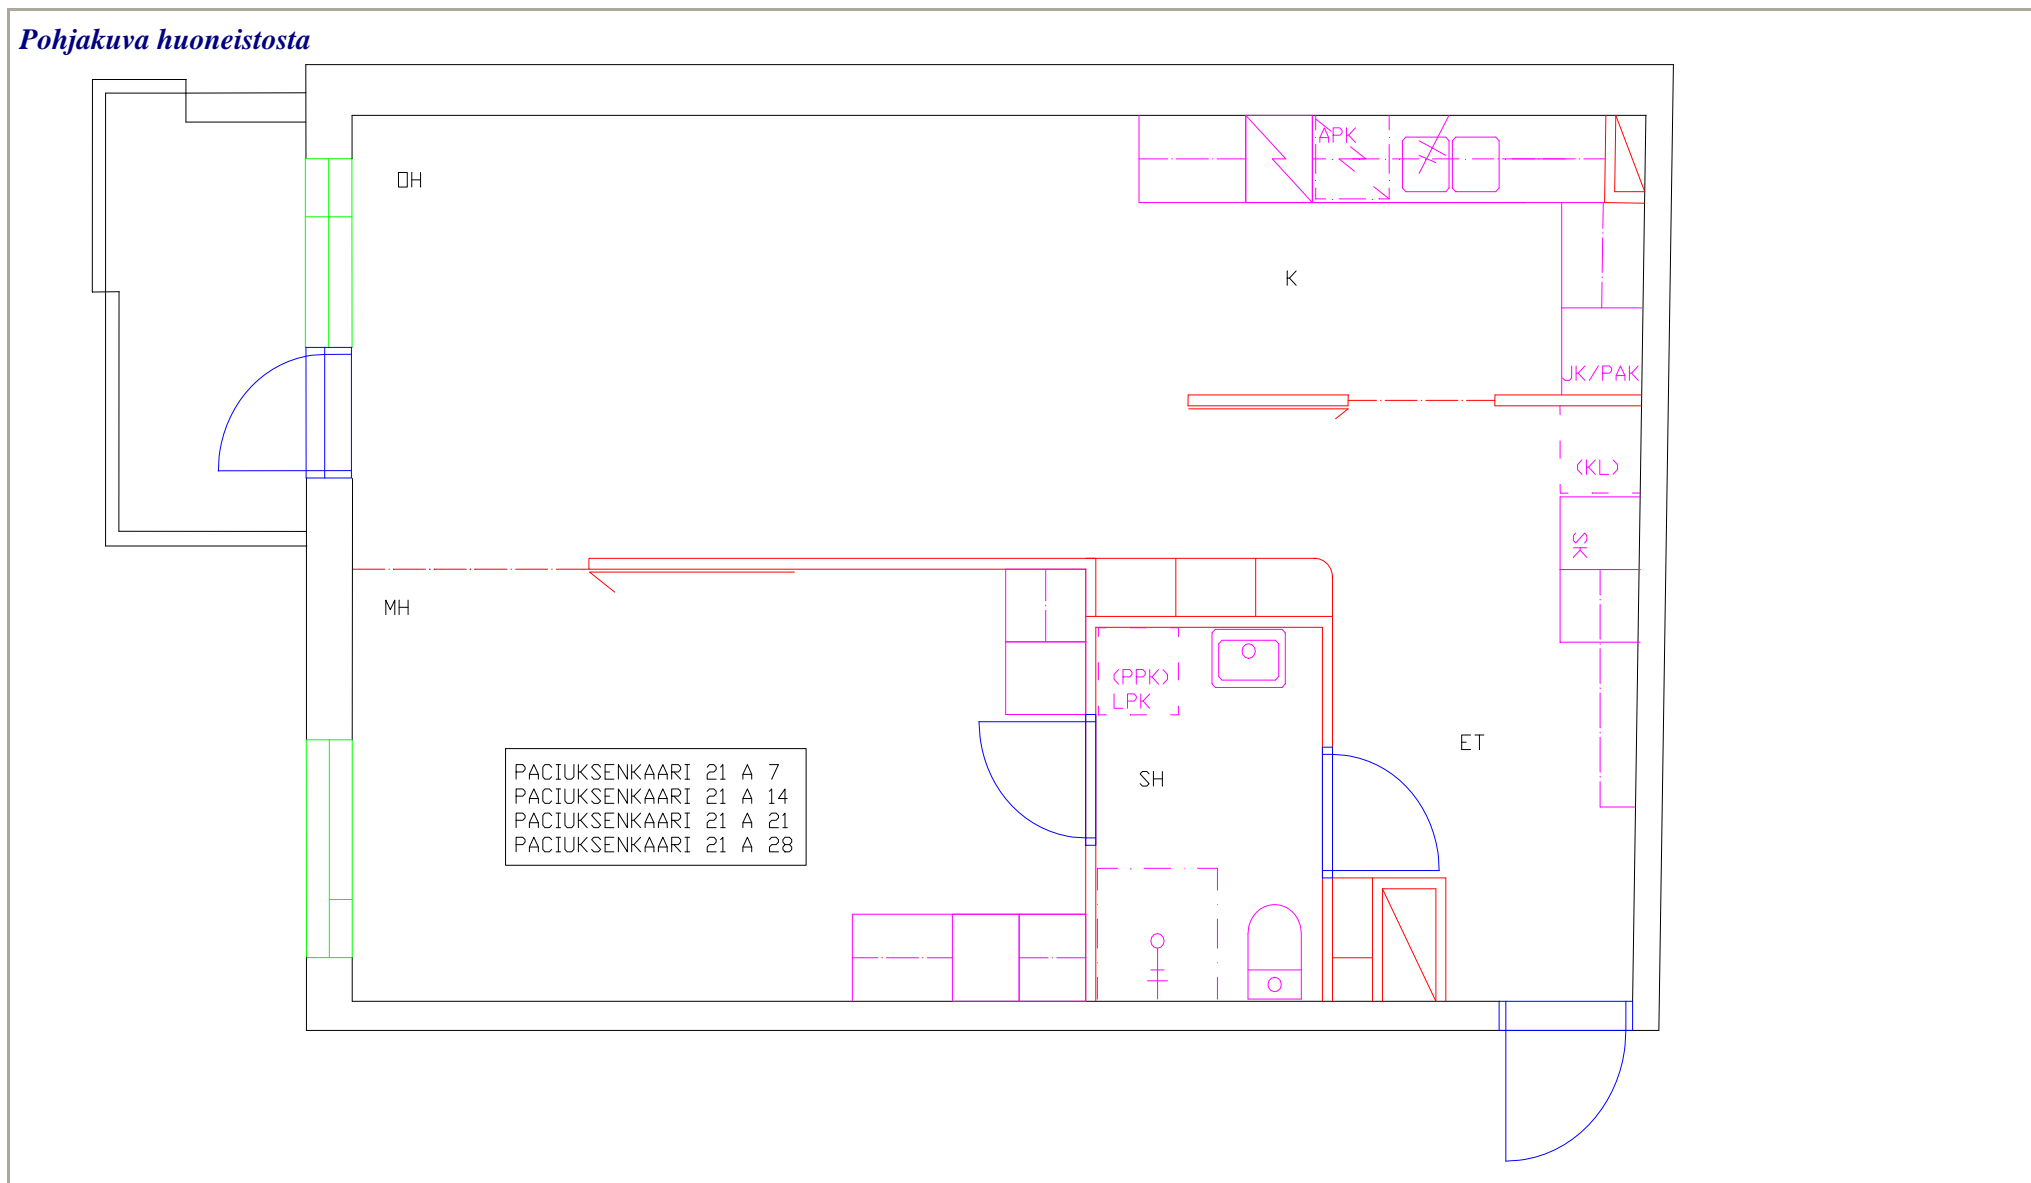 Pohjakuva huoneistosta
APK
OH
K
JK/PAK
(KL)
SK
MH
(PPK)
LPK
ET
SH
PACIUKSENKAARI 21 A 7
PACIUKSENKAARI 21 A 14
PACIUKSENKAARI 21 A 21
PACIUKSENKAARI 21 A 28